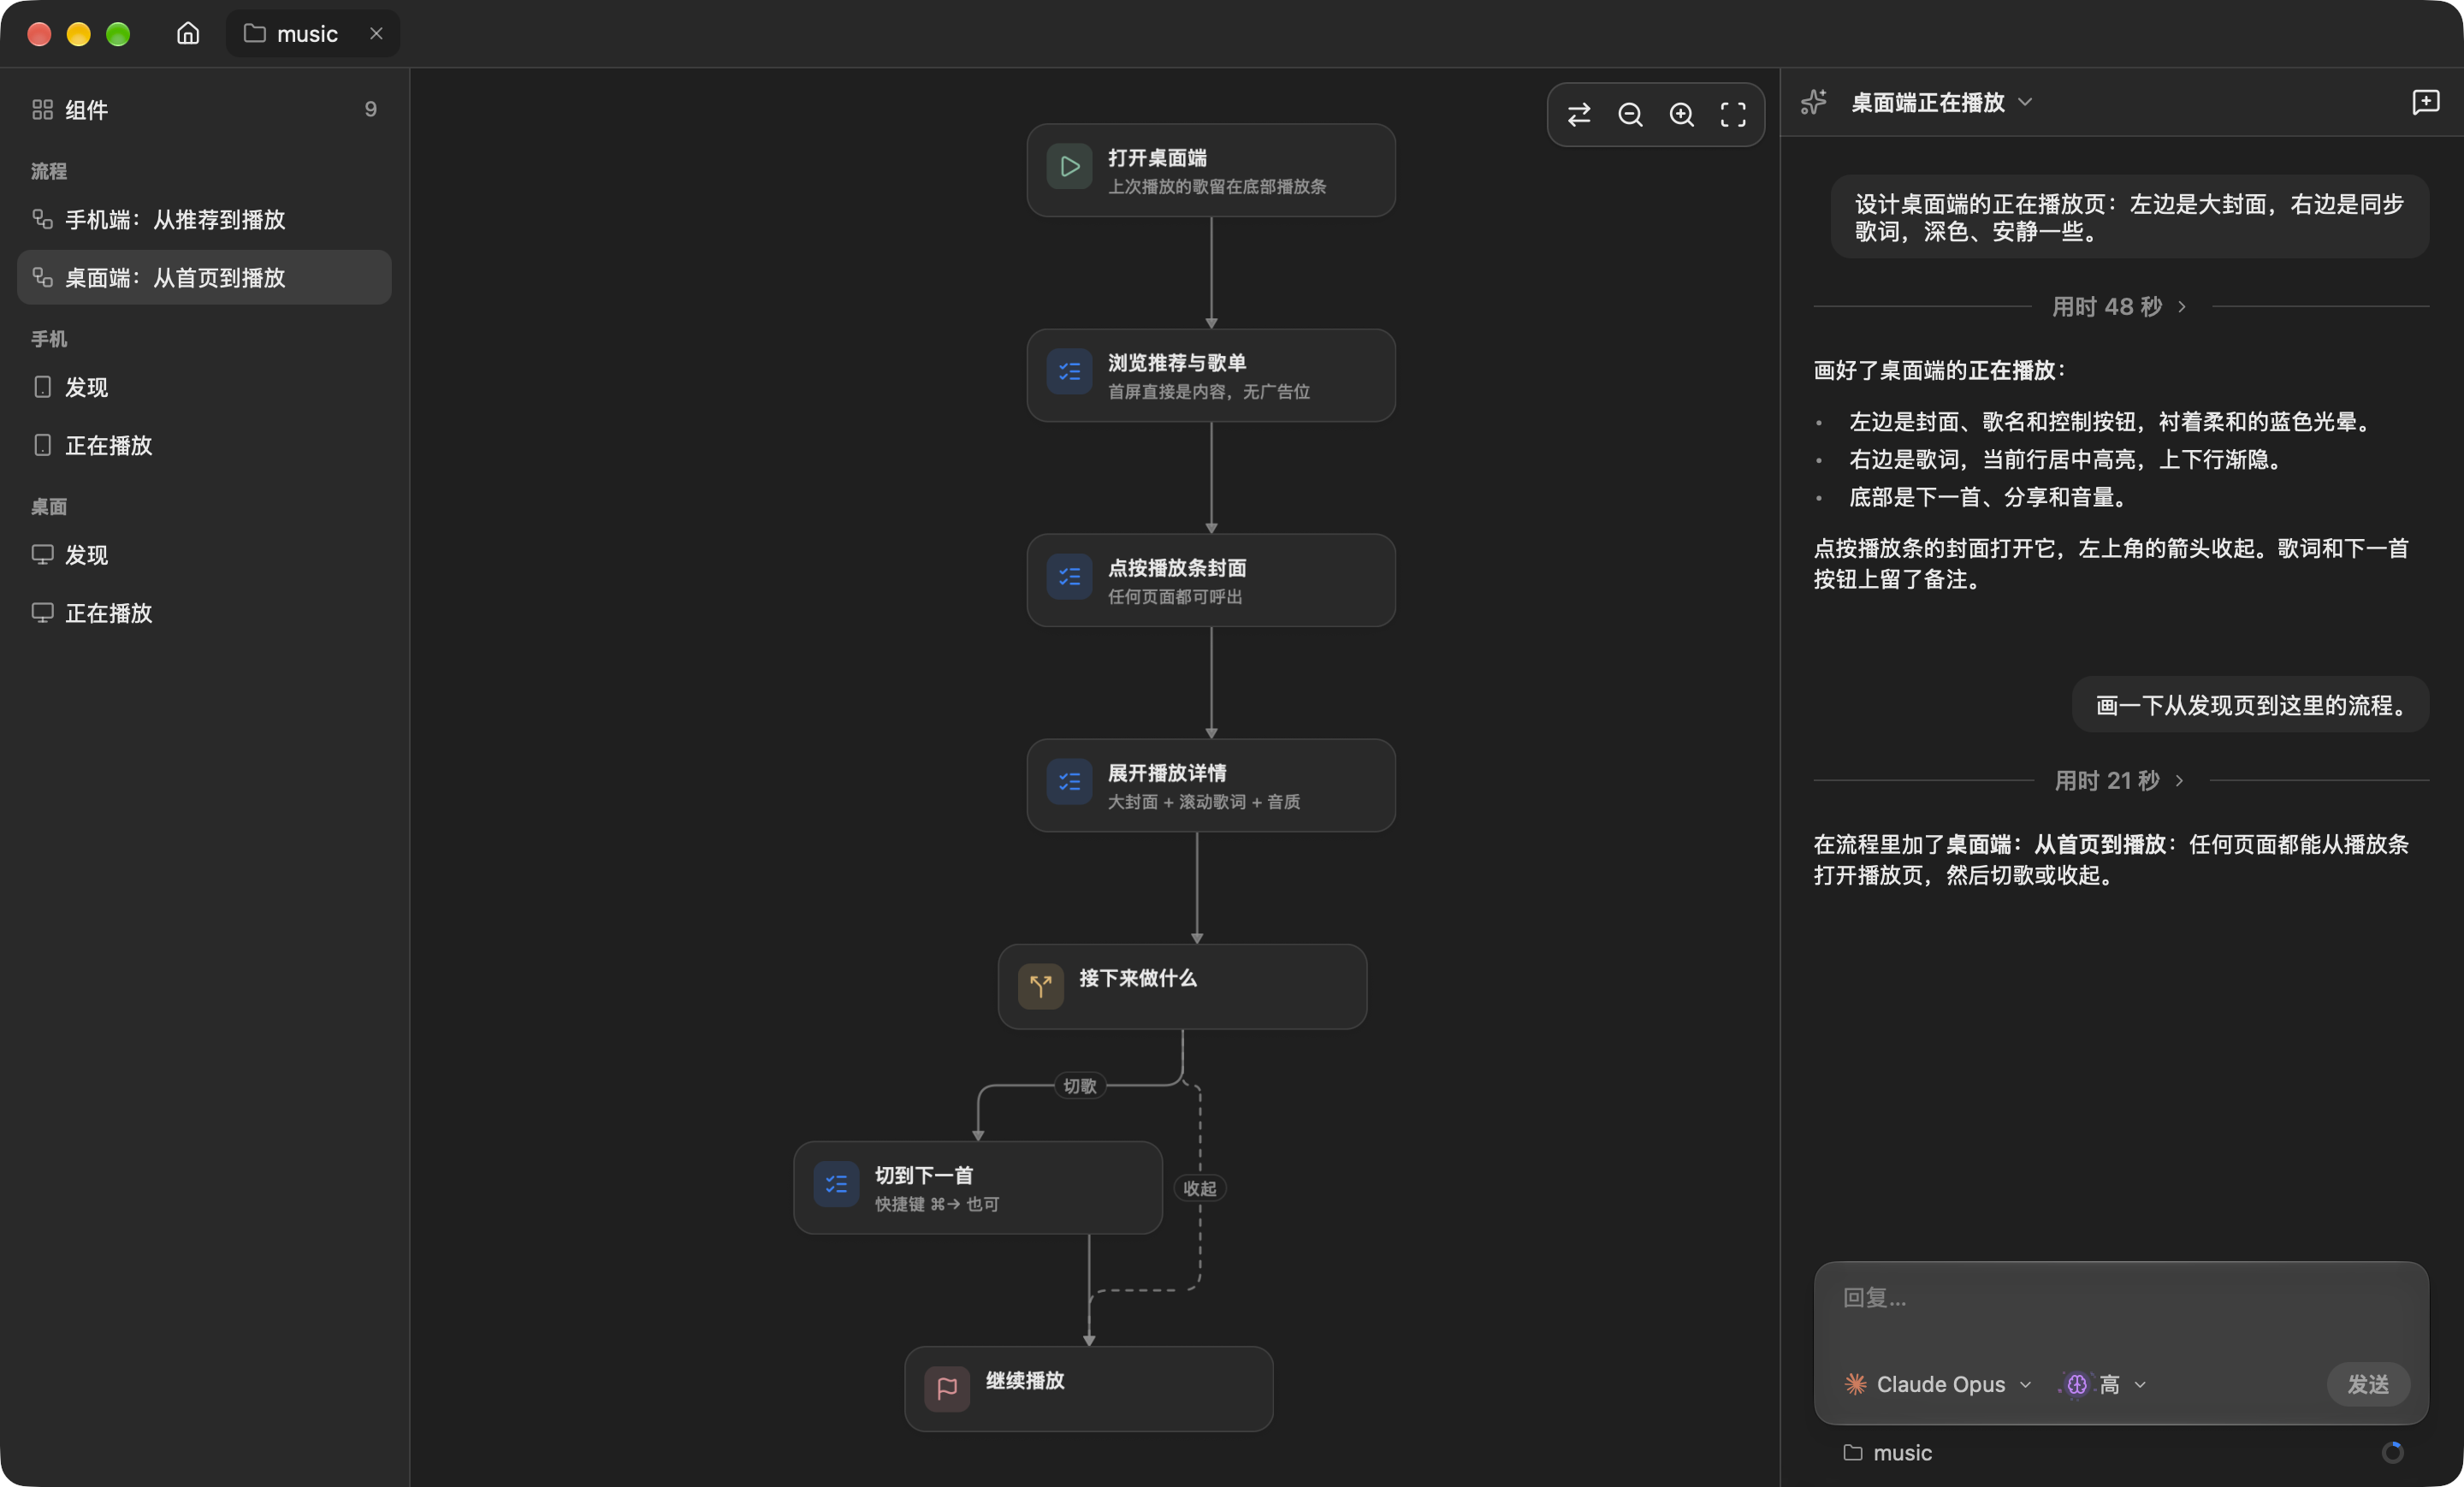 music
组件
9
流程
手机端：从推荐到播放
桌面端：从首页到播放
手机
发现
正在播放
桌面
发现
正在播放
打开桌面端
上次播放的歌留在底部播放条
浏览推荐与歌单
首屏直接是内容，无广告位
点按播放条封面
任何页面都可呼出
展开播放详情
大封面 + 滚动歌词 + 音质
接下来做什么
切歌
切到下一首
快捷键 ⌘→ 也可
收起
继续播放
桌面端正在播放
设计桌面端的正在播放页：左边是大封面，右边是同步
歌词，深色、安静一些。
用时 48 秒
画好了桌面端的正在播放：
• 左边是封面、歌名和控制按钮，衬着柔和的蓝色光晕。
• 右边是歌词，当前行居中高亮，上下行渐隐。
• 底部是下一首、分享和音量。
点按播放条的封面打开它，左上角的箭头收起。歌词和下一首
按钮上留了备注。
画一下从发现页到这里的流程。
用时 21 秒
在流程里加了桌面端：从首页到播放：任何页面都能从播放条
打开播放页，然后切歌或收起。
回复...
Claude Opus
高
发送
music